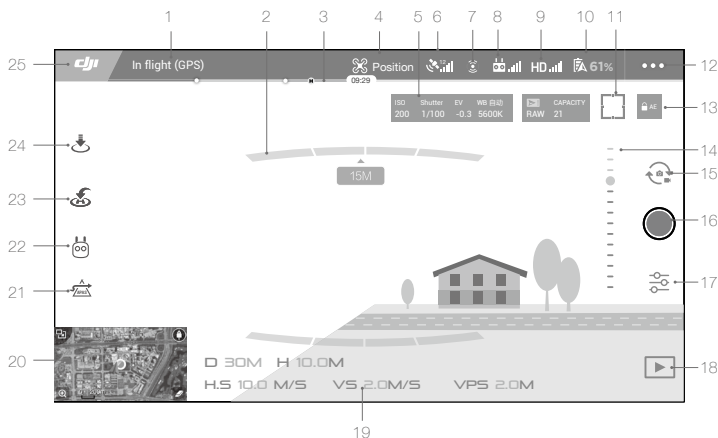 1 2 3 4 5 6 7 8 9 10 11
25 dji In flight (GPS) Position 12 HD 61% 12
09:29
ISO Shutter EV WB 自动 CAPACITY AE 13
200 1/100 -0.3 5600K RAW 21
24 14
15M 15
23
16
22
21 17
20
D 30M H 10.0M
18
H.S 10.0 M/S VS 2.0M/S VPS 2.0M
19